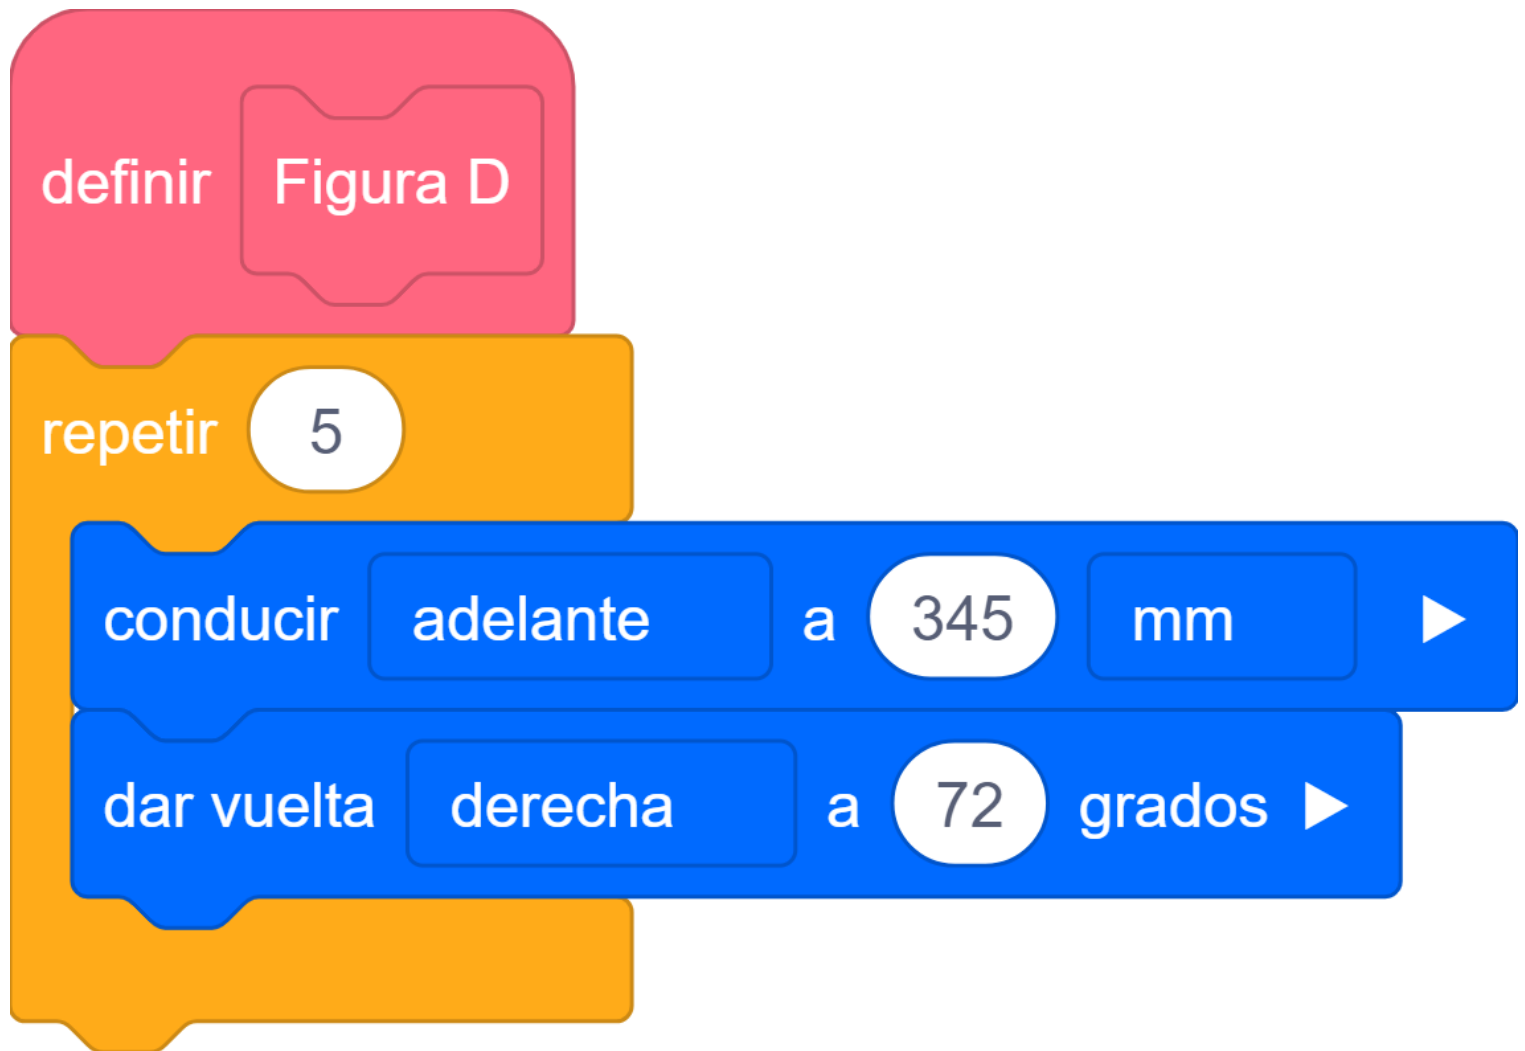 definir Figura D
repetir 5
conducir adelante a 345 mm
dar vuelta derecha a 72 grados